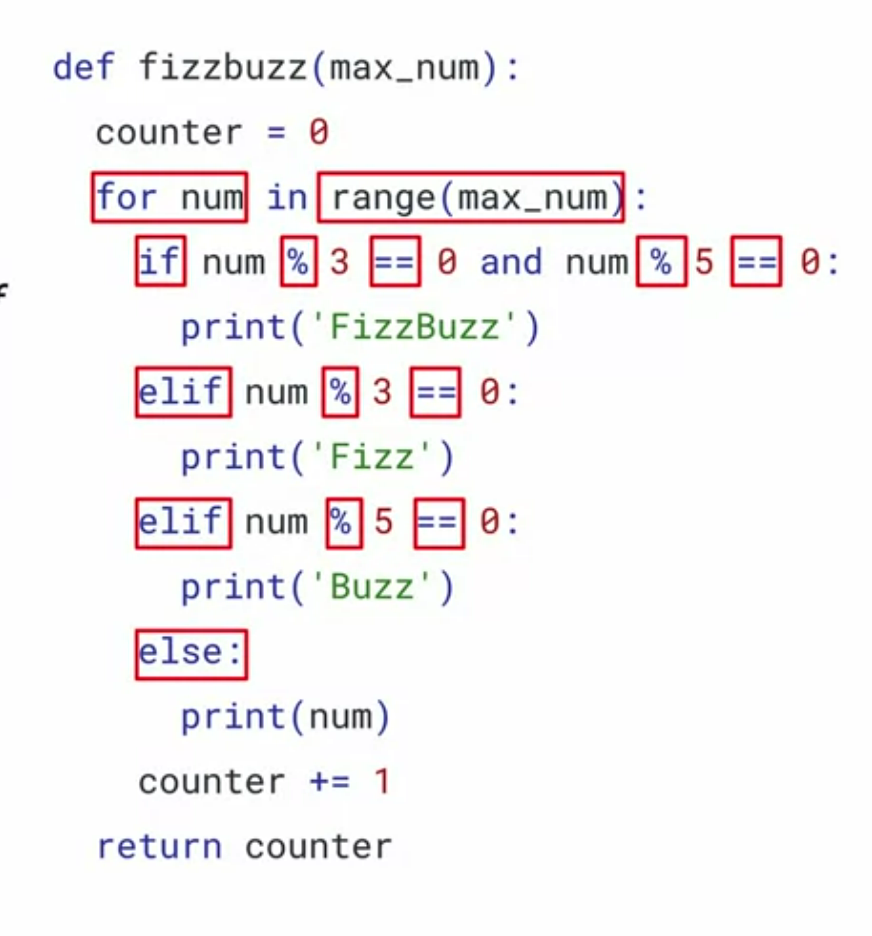 def fizzbuzz(max_num):
  counter = 0
  for num in range(max_num):
    if num % 3 == 0 and num % 5 == 0:
      print('FizzBuzz')
    elif num % 3 == 0:
      print('Fizz')
    elif num % 5 == 0:
      print('Buzz')
    else:
      print(num)
    counter += 1
  return counter